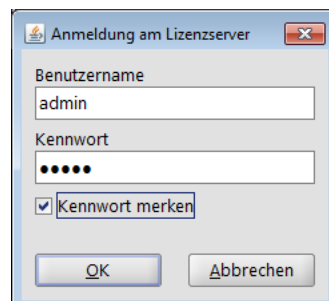 Anmeldung am Lizenzserver
Benutzername
admin
Kennwort
●●●●●
Kennwort merken
OK
Abbrechen